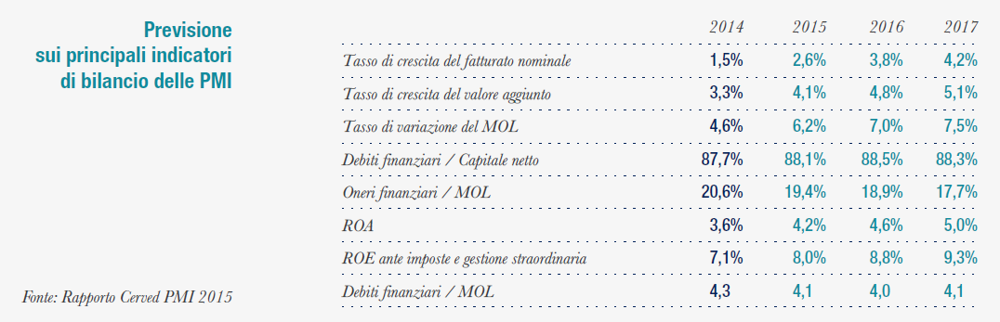 Previsione
sui principali indicatori
di bilancio delle PMI
2014 2015 2016 2017
Tasso di crescita del fatturato nominale 1,5% 2,6% 3,8% 4,2%
Tasso di crescita del valore aggiunto 3,3% 4,1% 4,8% 5,1%
Tasso di variazione del MOL 4,6% 6,2% 7,0% 7,5%
Debiti finanziari / Capitale netto 87,7% 88,1% 88,5% 88,3%
Oneri finanziari / MOL 20,6% 19,4% 18,9% 17,7%
ROA 3,6% 4,2% 4,6% 5,0%
ROE ante imposte e gestione straordinaria 7,1% 8,0% 8,8% 9,3%
Debiti finanziari / MOL 4,3 4,1 4,0 4,1
Fonte: Rapporto Cerved PMI 2015